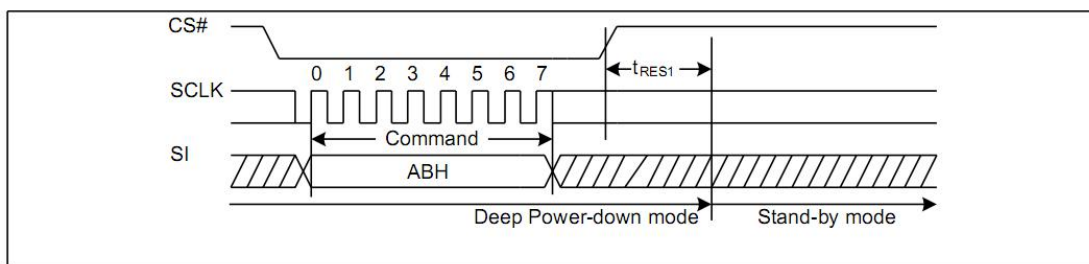 CS#
tRES1
0 1 2 3 4 5 6 7
SCLK
Command
SI
ABH
Deep Power-down mode Stand-by mode